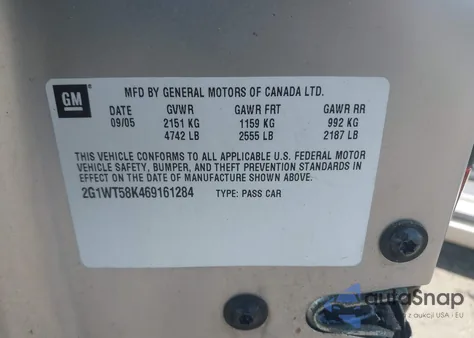 GM
MFD BY GENERAL MOTORS OF CANADA LTD.
DATE GVWR GAWR FRT GAWR RR
09/05 2151 KG 1159 KG 992 KG
4742 LB 2555 LB 2187 LB
THIS VEHICLE CONFORMS TO ALL APPLICABLE U.S. FEDERAL MOTOR
VEHICLE SAFETY, BUMPER, AND THEFT PREVENTION STANDARDS IN
EFFECT ON THE DATE OF MANUFACTURE SHOWN ABOVE.
2G1WT58K469161284 TYPE: PASS CAR
autoSnap
z aukcji USA - EU